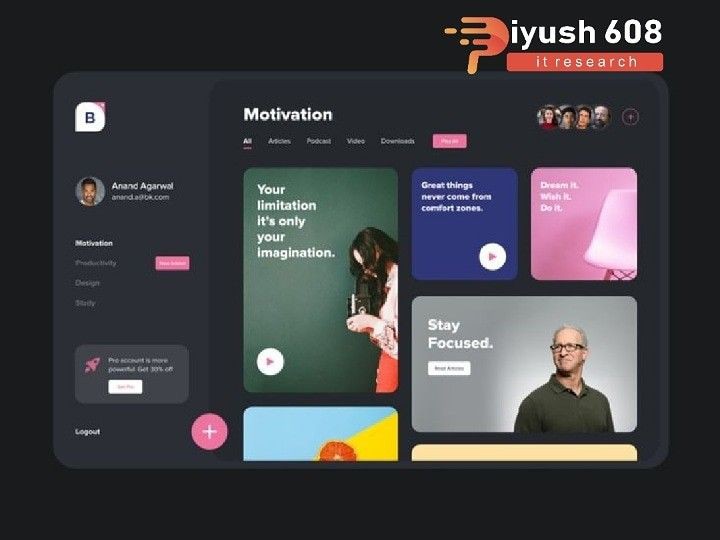 Piyush 608
it research
B
Motivation
All Articles Podcast Video Downloads Play All
Anand Agarwal
anand.a@bk.com
Motivation
Productivity
Design
Study
Pro account is more
powerful. Get 30% off
Get Pro
Logout
Your
limitation
it's only
your
imagination.
Great things
never come from
comfort zones.
Dream it.
Wish it.
Do it.
Stay
Focused.
Read Articles